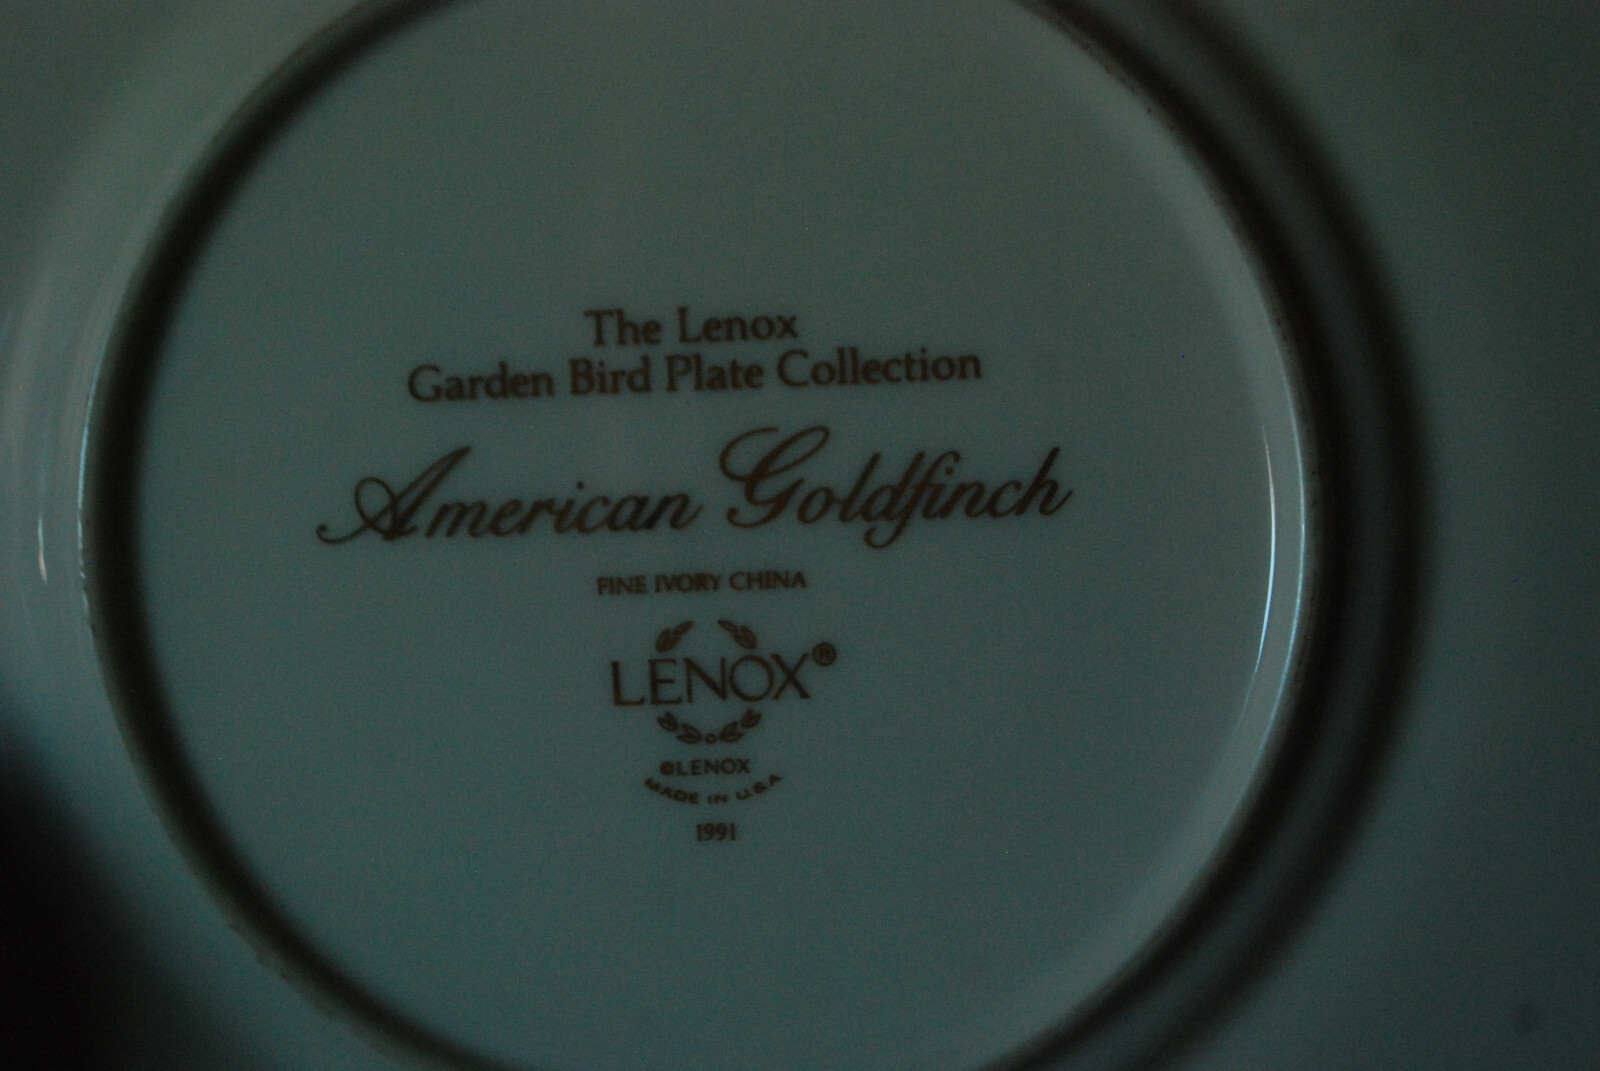 The Lenox
Garden Bird Plate Collection
American Goldfinch
FINE IVORY CHINA
LENOX®
©LENOX
MADE IN U.S.A
1991